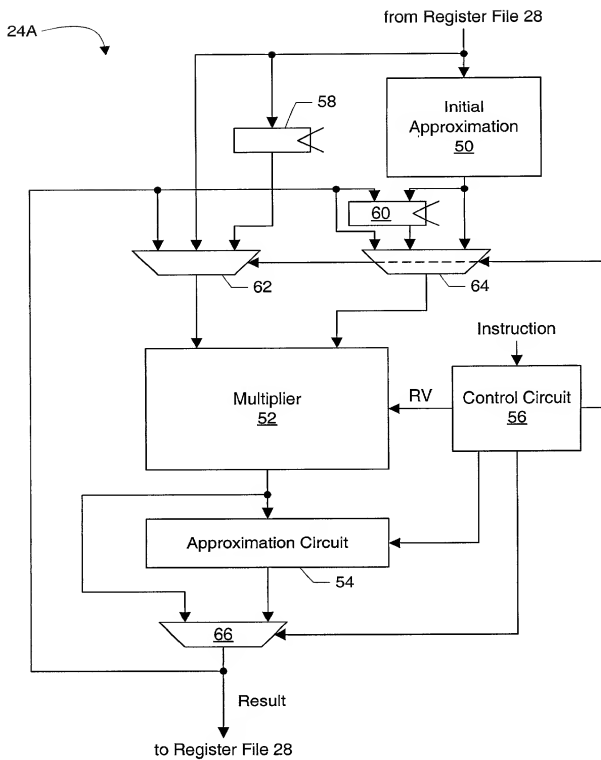 from Register File 28
24A
58
Initial
Approximation
50
60
62
64
Instruction
Multiplier
52
RV
Control Circuit
56
Approximation Circuit
54
66
Result
to Register File 28